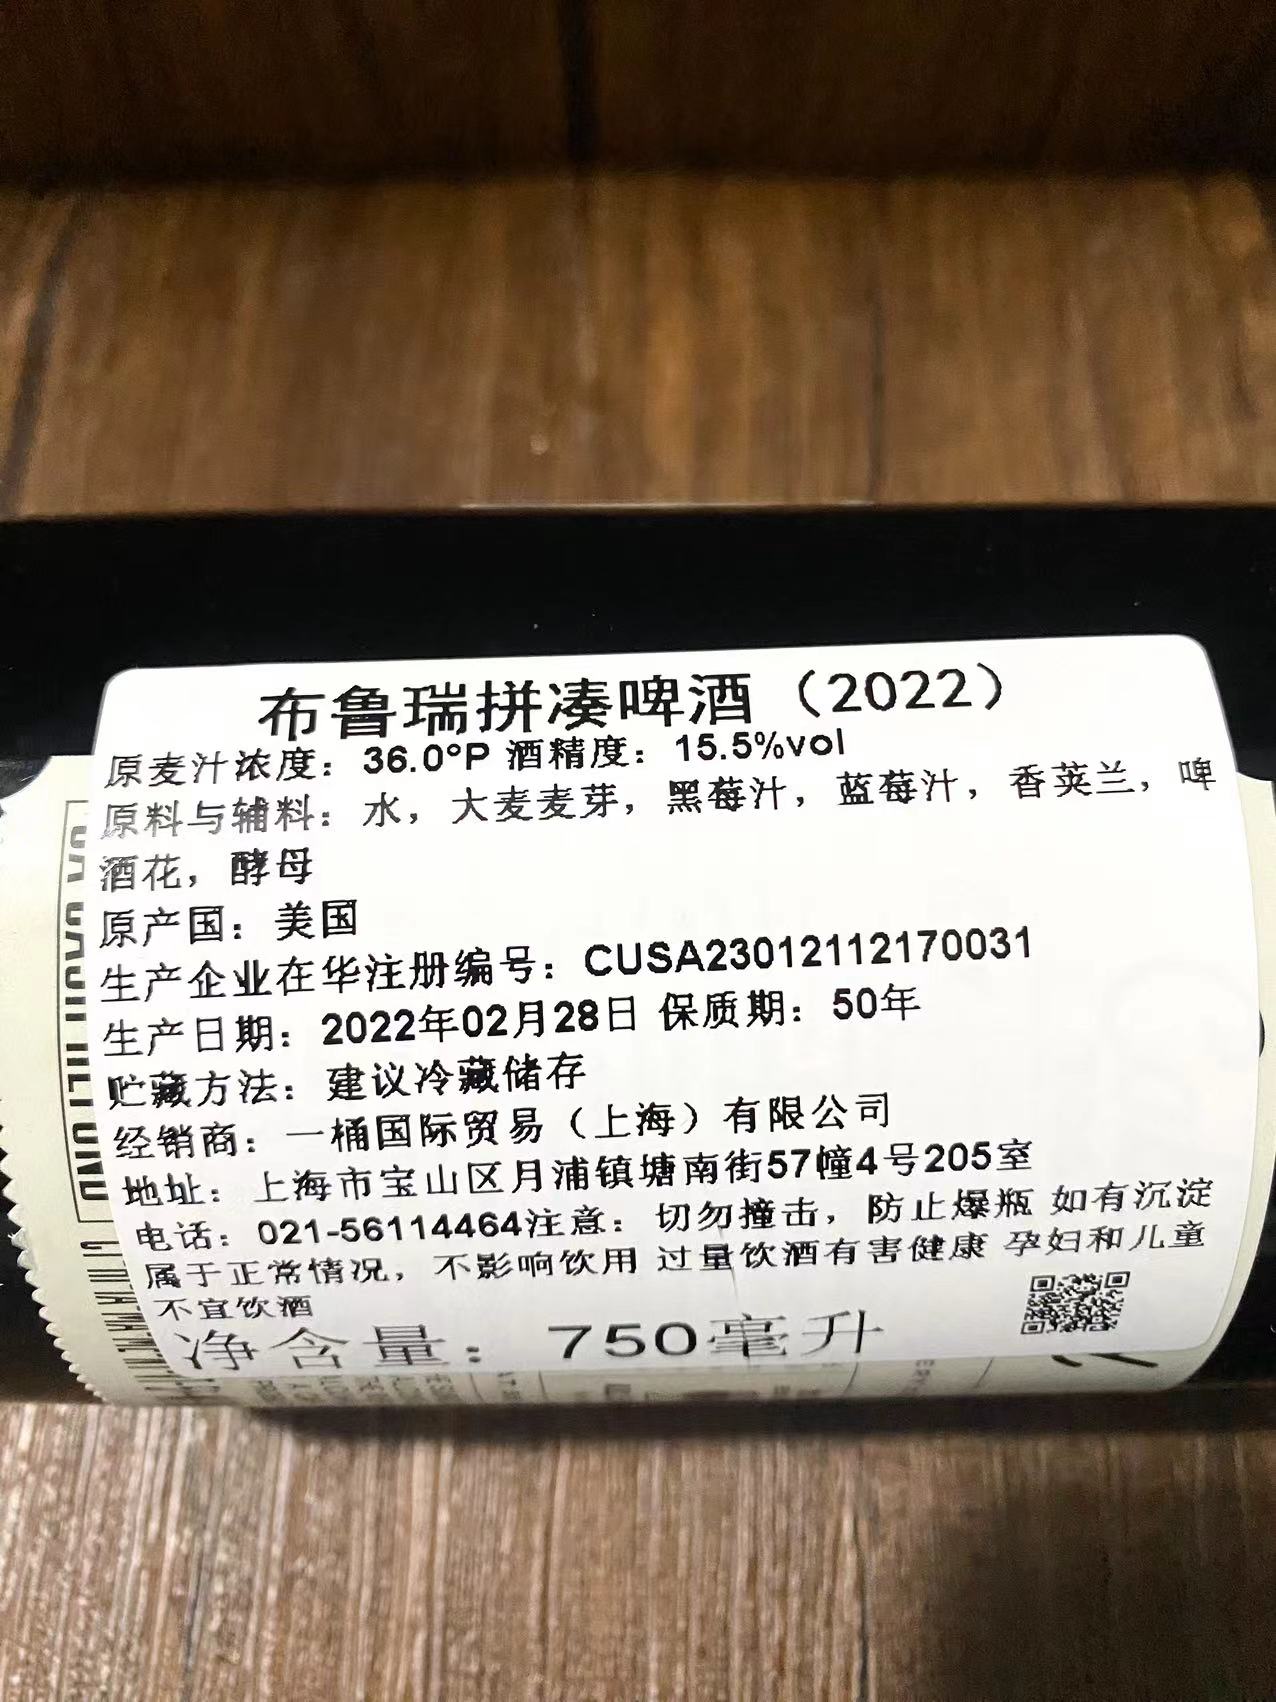 布鲁瑞拼凑啤酒（2022）
原麦汁浓度：36.0°P 酒精度：15.5%vol
原料与辅料：水，大麦麦芽，黑莓汁，蓝莓汁，香荚兰，啤
酒花，酵母
原产国：美国
生产企业在华注册编号：CUSA23012112170031
生产日期：2022年02月28日 保质期：50年
贮藏方法：建议冷藏储存
经销商：一桶国际贸易（上海）有限公司
地址：上海市宝山区月浦镇塘南街57幢4号205室
电话：021-56114464注意：切勿撞击，防止爆瓶 如有沉淀
属于正常情况，不影响饮用 过量饮酒有害健康 孕妇和儿童
不宜饮酒
净含量：750毫升